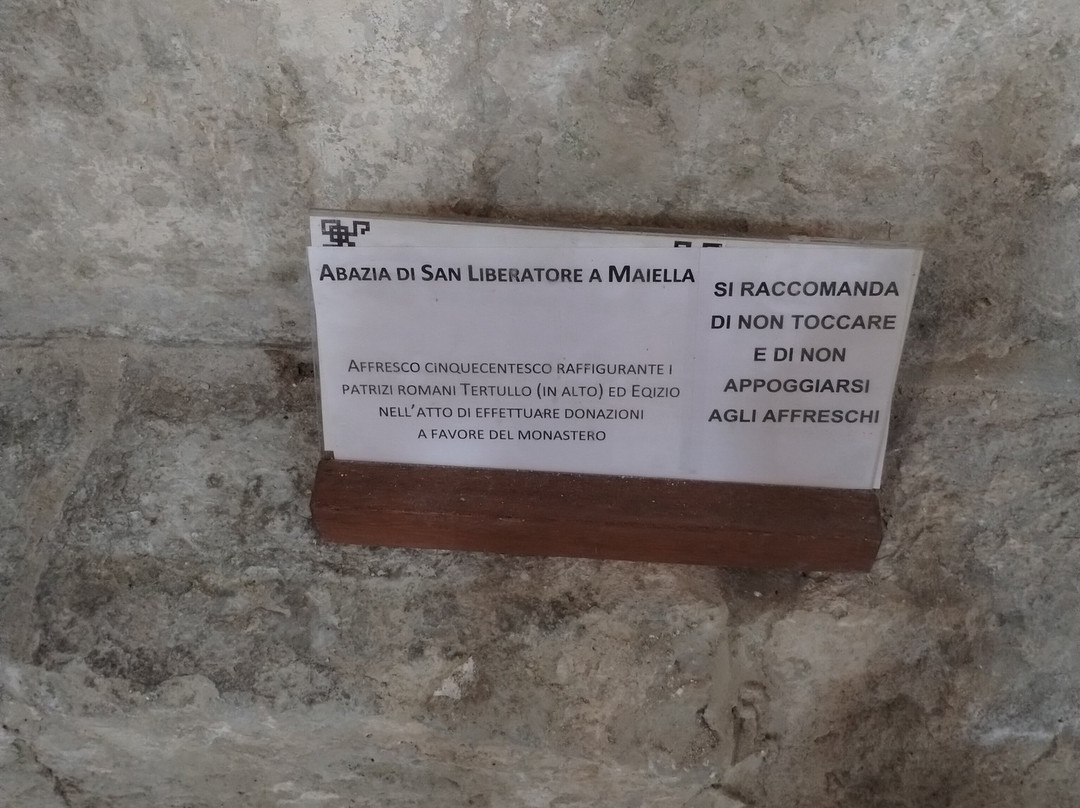 ABAZIA DI SAN LIBERATORE A MAIELLA
AFFRESCO CINQUECENTESCO RAFFIGURANTE I
PATRIZI ROMANI TERTULLO (IN ALTO) ED EQIZIO
NELL'ATTO DI EFFETTUARE DONAZIONI
A FAVORE DEL MONASTERO
SI RACCOMANDA
DI NON TOCCARE
E DI NON
APPOGGIARSI
AGLI AFFRESCHI